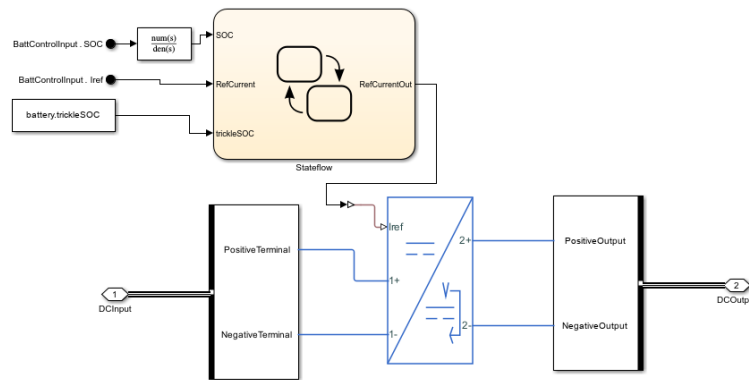 BattControlInput . SOC
num(s)
den(s)
SOC
BattControlInput . Iref
RefCurrent
RefCurrentOut
battery.trickleSOC
trickleSOC
Stateflow
Iref
2+
PositiveTerminal
PositiveOutput
1+
1
DCInput
2
DCOutp
NegativeTerminal
1-
2-
NegativeOutput